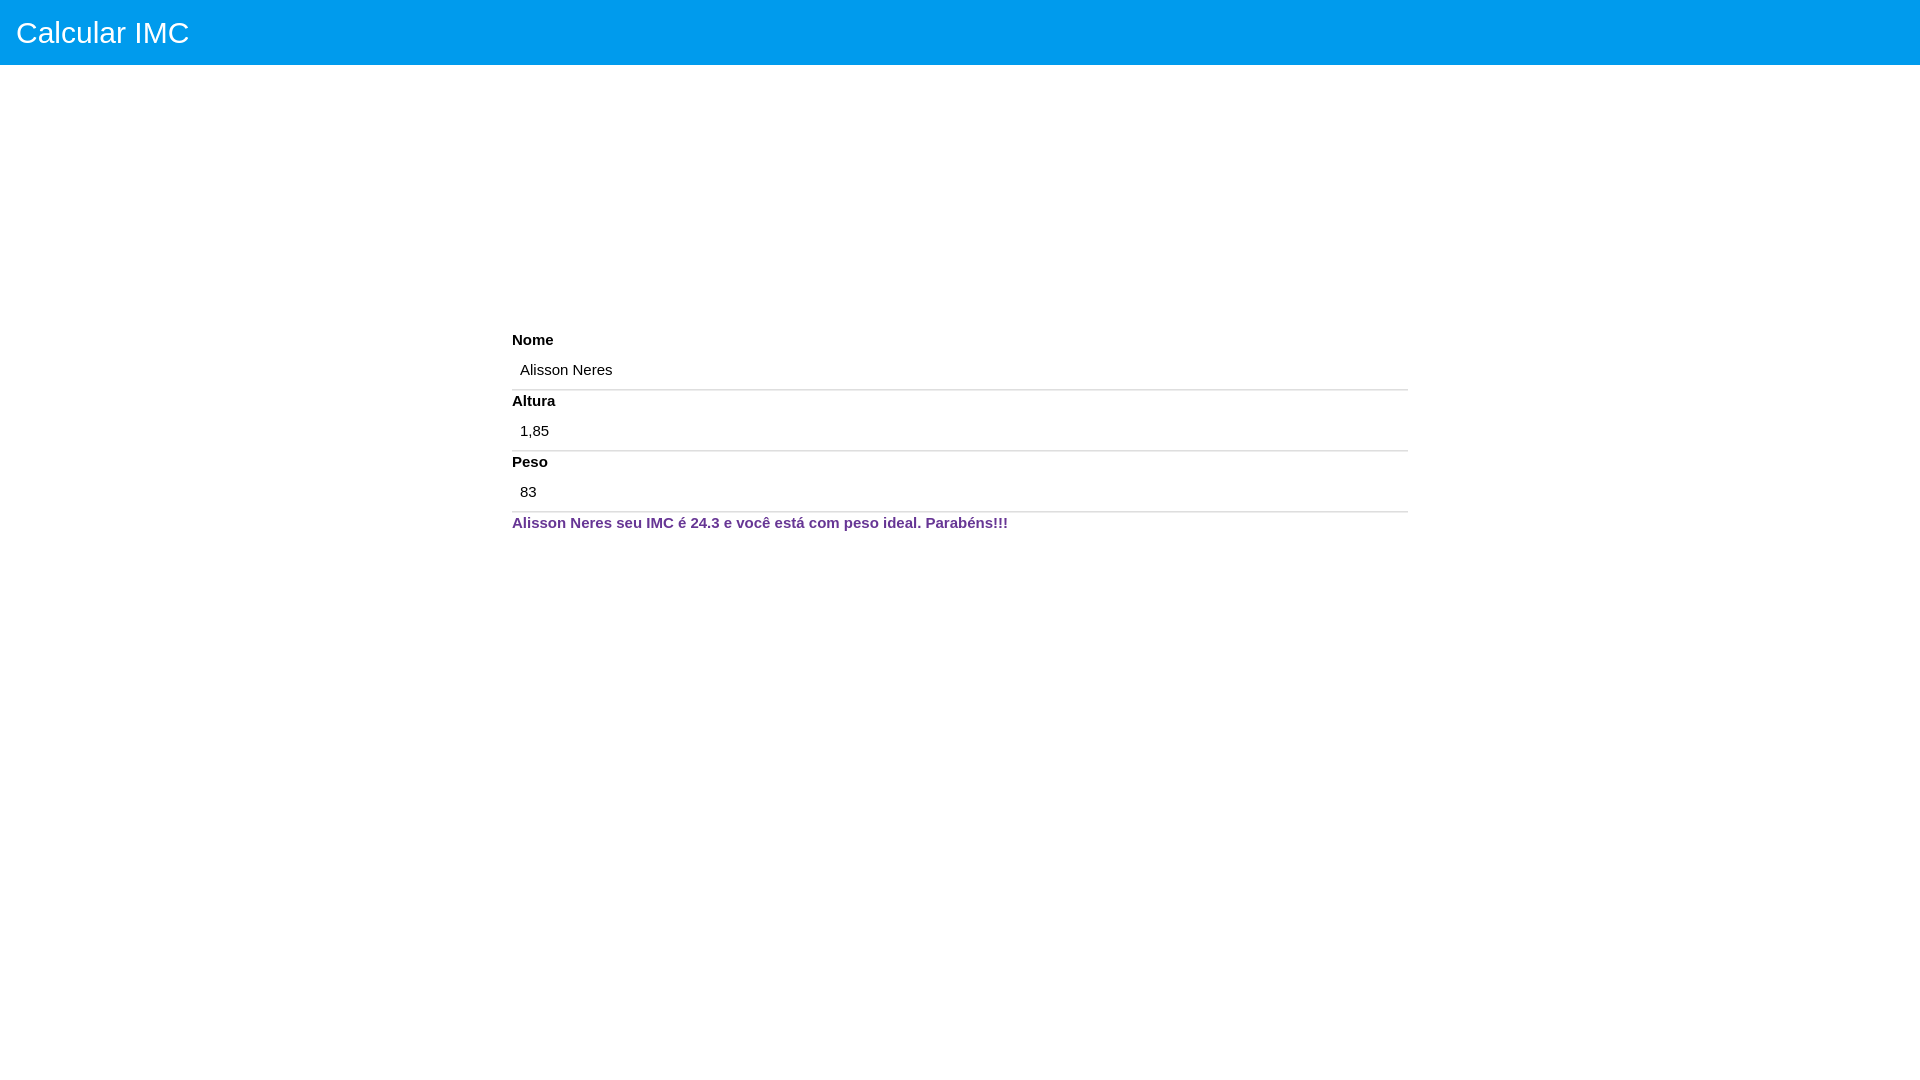 Calcular IMC
Nome
Alisson Neres
Altura
1,85
Peso
83
Alisson Neres seu IMC é 24.3 e você está com peso ideal. Parabéns!!!